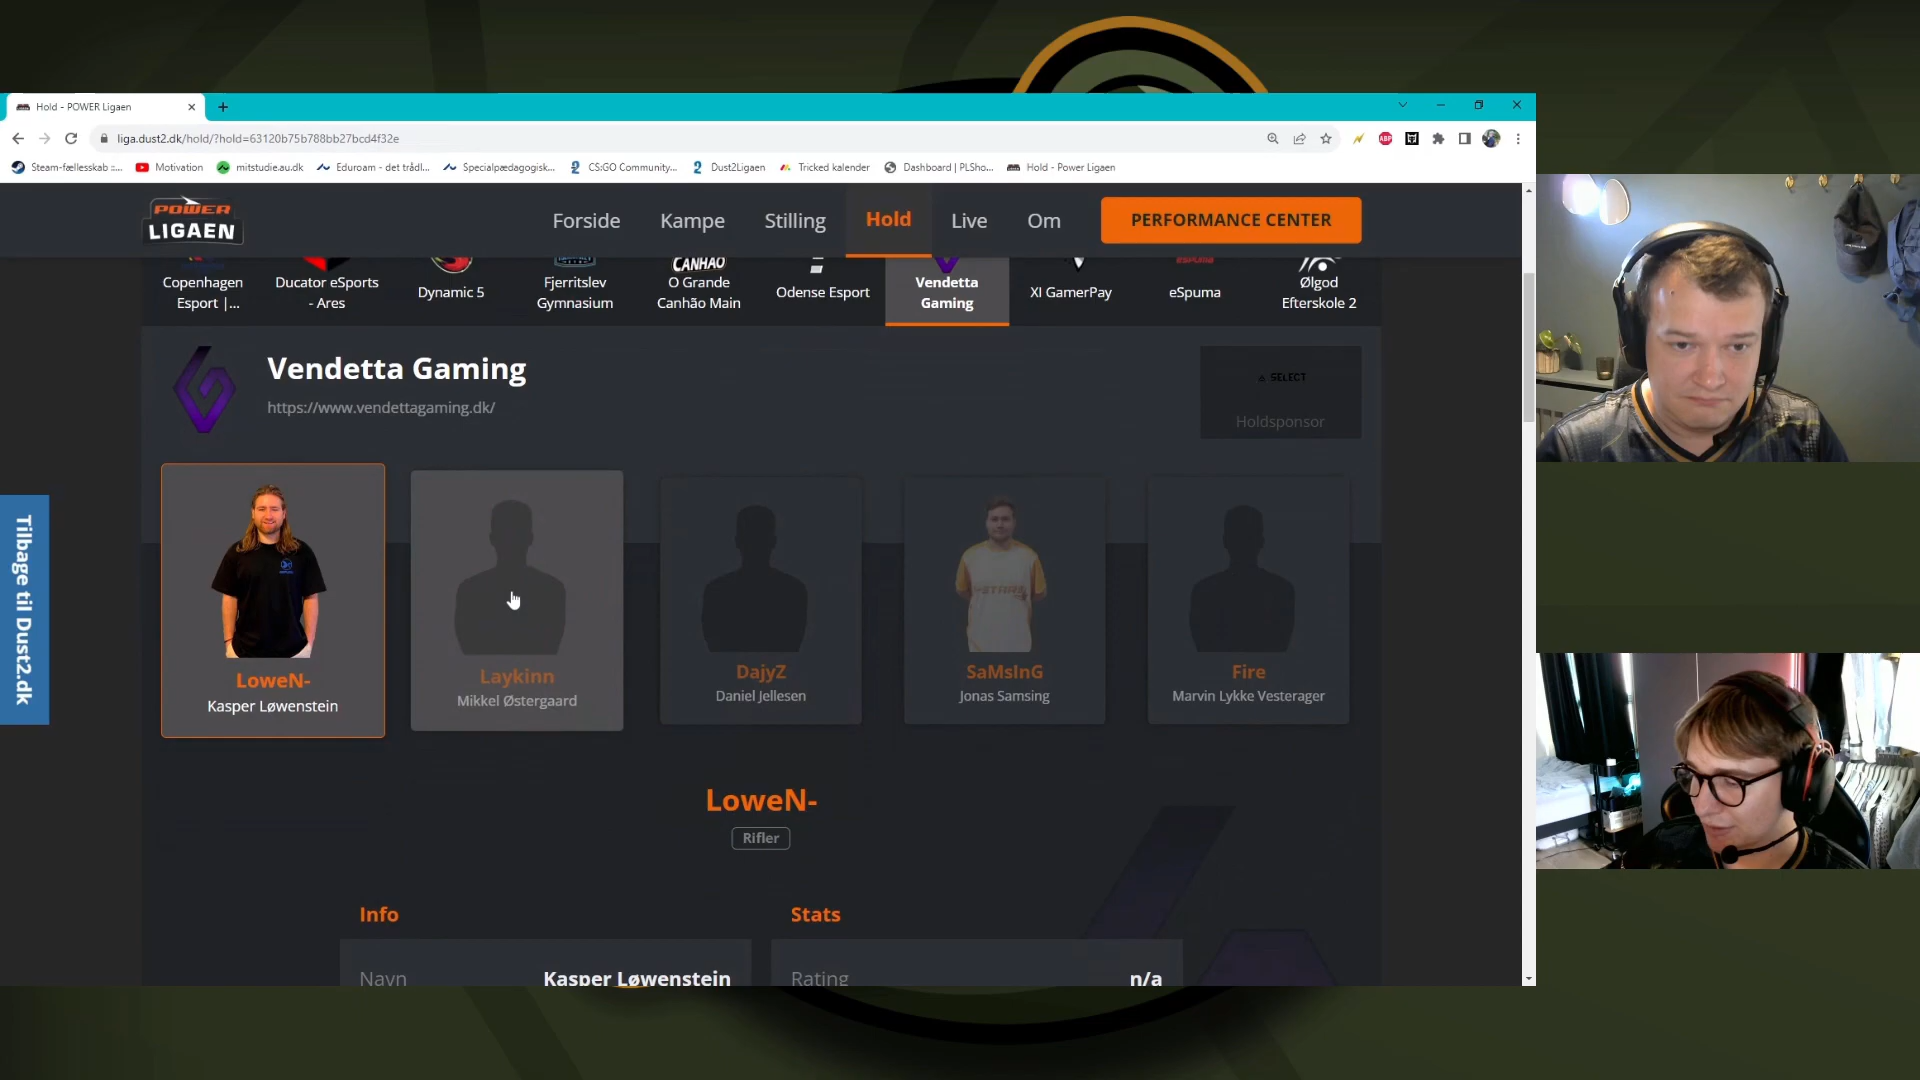 Hold - POWER Ligaen
liga.dust2.dk/hold/?hold=63120b75b788bb27bcd4f32e
ABP
Steam-fællesskab ::...
Motivation
mitstudie.au.dk
Eduroam - det trådl...
Specialpædagogisk...
CS:GO Community...
Dust2Ligaen
Tricked kalender
Dashboard | PLSho...
Hold - Power Ligaen
POWER
LIGAEN
Forside
Kampe
Stilling
Hold
Live
Om
PERFORMANCE CENTER
Copenhagen
Esport |...
Ducator eSports
- Ares
Dynamic 5
Fjerritslev
Gymnasium
CANHÃO
O Grande
Canhão Main
Odense Esport
Vendetta
Gaming
XI GamerPay
eSpuma
Ølgod
Efterskole 2
Vendetta Gaming
https://www.vendettagaming.dk/
SELECT
Holdsponsor
Tilbage til Dust2.dk
LoweN-
Kasper Løwenstein
Laykinn
Mikkel Østergaard
DajyZ
Daniel Jellesen
SaMsInG
Jonas Samsing
Fire
Marvin Lykke Vesterager
LoweN-
Rifler
Info
Navn
Kasper Løwenstein
Stats
Rating
n/a